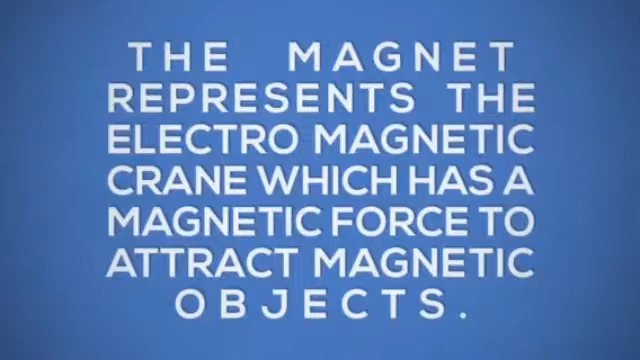 THE MAGNET
REPRESENTS THE
ELECTRO MAGNETIC
CRANE WHICH HAS A
MAGNETIC FORCE TO
ATTRACT MAGNETIC
OBJECTS.